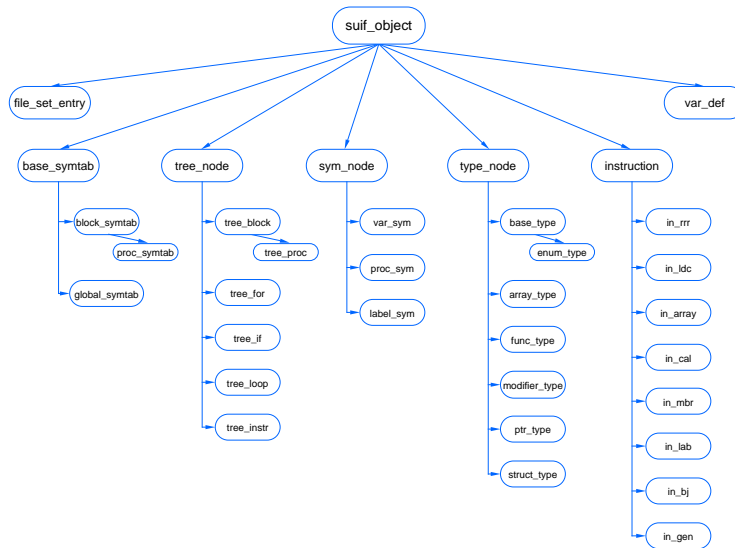 suif_object
file_set_entry
var_def
base_symtab
tree_node
sym_node
type_node
instruction
block_symtab
proc_symtab
global_symtab
tree_block
tree_proc
tree_for
tree_if
tree_loop
tree_instr
var_sym
proc_sym
label_sym
base_type
enum_type
array_type
func_type
modifier_type
ptr_type
struct_type
in_rrr
in_ldc
in_array
in_cal
in_mbr
in_lab
in_bj
in_gen